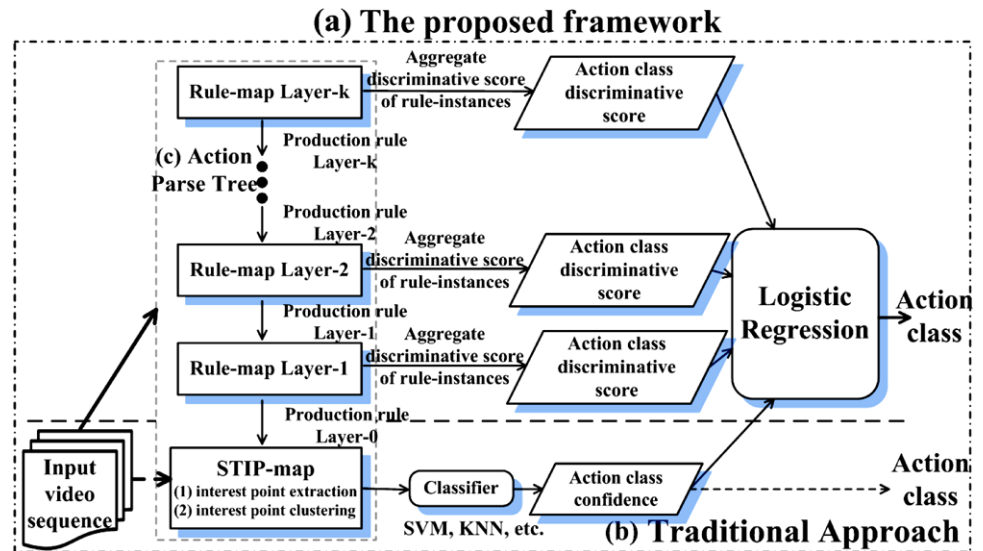 (a) The proposed framework
Rule-map Layer-k
Aggregate
discriminative score
of rule-instances
Action class
discriminative
score
Production rule
Layer-k
(c) Action
Parse Tree
Production rule
Layer-2
Rule-map Layer-2
Aggregate
discriminative score
of rule-instances
Action class
discriminative
score
Production rule
Layer-1
Rule-map Layer-1
Aggregate
discriminative score
of rule-instances
Action class
discriminative
score
Logistic
Regression
Action
class
Production rule
Layer-0
Input
video
sequence
STIP-map
(1) interest point extraction
(2) interest point clustering
Classifier
SVM, KNN, etc.
Action class
confidence
Action
class
(b) Traditional Approach